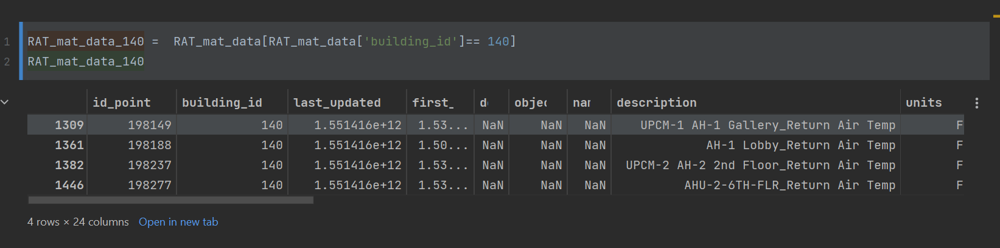 1 RAT_mat_data_140 =  RAT_mat_data[RAT_mat_data['building_id']== 140]
2 RAT_mat_data_140
id_point building_id last_updated first_ d objec nam description units
1309 198149 140 1.551416e+12 1.53... NaN NaN NaN UPCM-1 AH-1 Gallery_Return Air Temp F
1361 198188 140 1.551416e+12 1.50... NaN NaN NaN AH-1 Lobby_Return Air Temp F
1382 198237 140 1.551416e+12 1.53... NaN NaN NaN UPCM-2 AH-2 2nd Floor_Return Air Temp F
1446 198277 140 1.551416e+12 1.53... NaN NaN NaN AHU-2-6TH-FLR_Return Air Temp F
4 rows × 24 columns Open in new tab